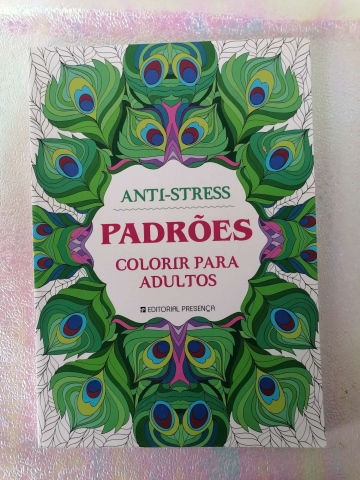 ANTI-STRESS
PADRÕES
COLORIR PARA
ADULTOS
EDITORIAL PRESENÇA